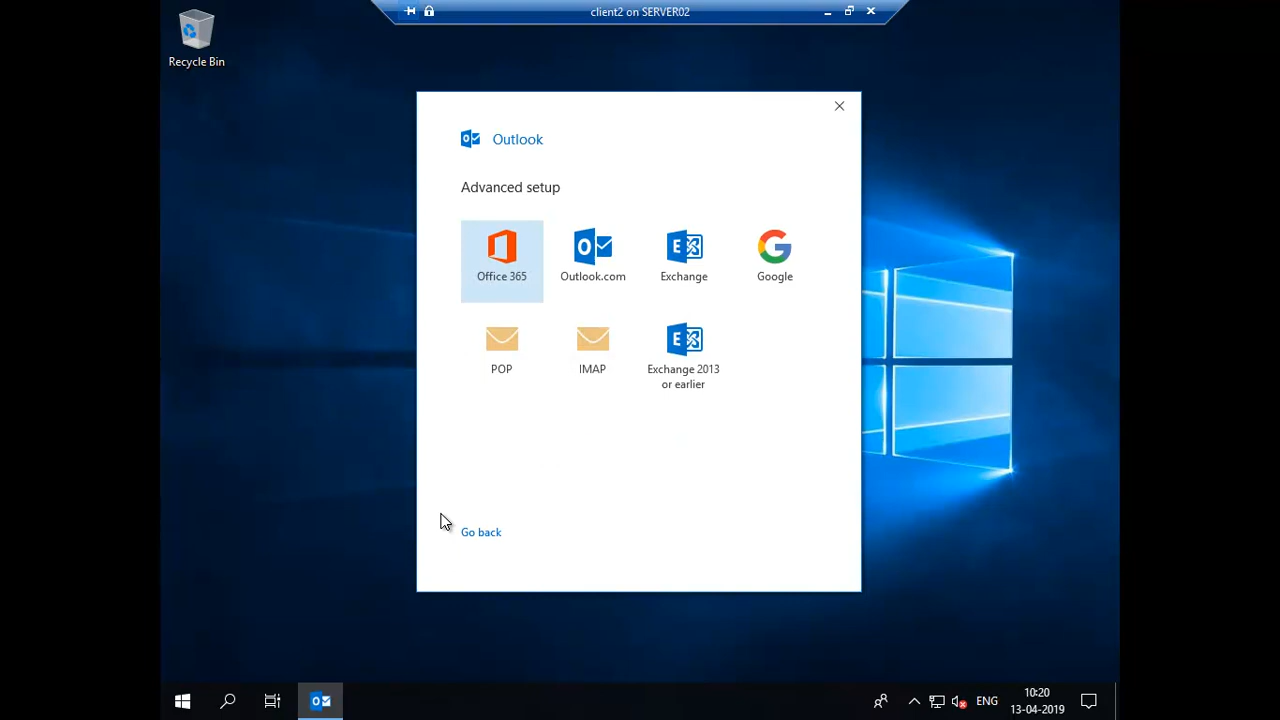 client2 on SERVER02
Recycle Bin
Outlook
Advanced setup
Office 365
Outlook.com
Exchange
Google
POP
IMAP
Exchange 2013
or earlier
Go back
ENG
10:20
13-04-2019